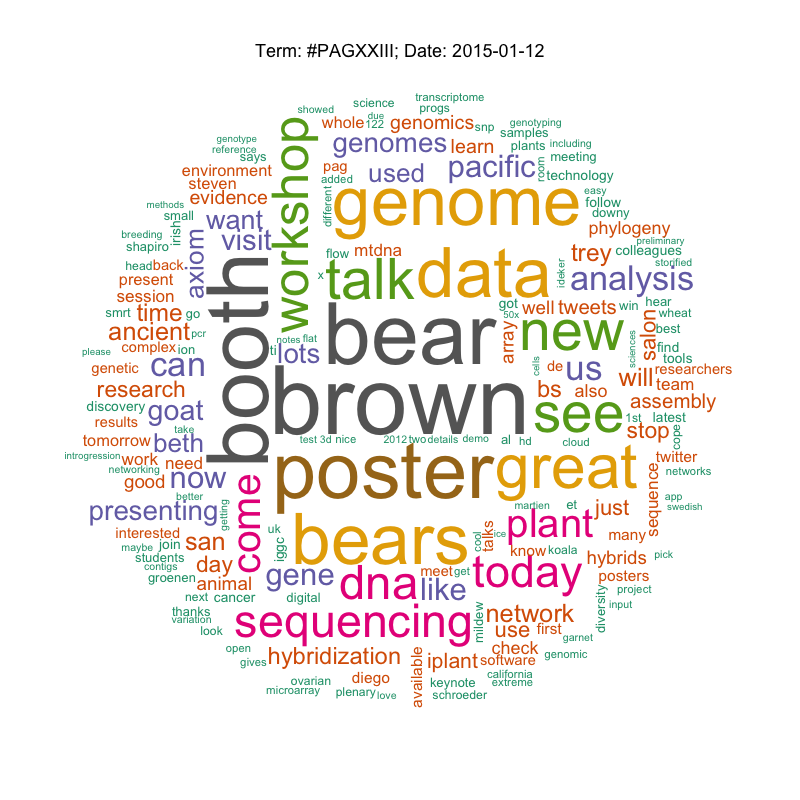 Term: #PAGXXIII; Date: 2015-01-12
transcriptome
science
progs
showed
due
122
whole
genomics
snp
genotyping
samples
genotype
reference
says
genomes
learn
plants
including
meeting
workshop
pag
used
pacific
room
technology
environment
steven
evidence
added
different
genome
easy
follow
downy
methods
small
want
breeding
irish
visit
phylogeny
shapiro
axiom
flow
mtdna
trey
colleagues
preliminary
storified
head
back
present
x
talk
data
ideker
analysis
session
booth
got
50x
well
tweets
win
hear
wheat
smrt
time
go
bear
array
new
salon
best
ancient
pcr
notes
flat
sciences
please
complex
ion
ti
lots
find
tools
genetic
can
cells
de
us
will
researchers
team
research
brown
bs
also
assembly
discovery
goat
see
1st
latest
results
take
stop
cope
tomorrow
beth
test
3d
nice
2012
two
details
demo
al
hd
cloud
twitter
introgression
work
need
networking
good
now
poster
great
sequence
networks
better
come
app
swedish
presenting
getting
martien
et
just
interested
uk
bears
plant
many
maybe
join
san
iggc
cool
ice
talks
students
know
koala
hybrids
pick
contigs
groenen
day
animal
gene
dna
like
meet
get
today
posters
project
next
cancer
digital
diversity
input
thanks
variation
sequencing
mildew
network
garnet
look
use
first
open
check
gives
hybridization
iplant
software
genomic
available
california
extreme
ovarian
diego
keynote
microarray
plenary
love
schroeder